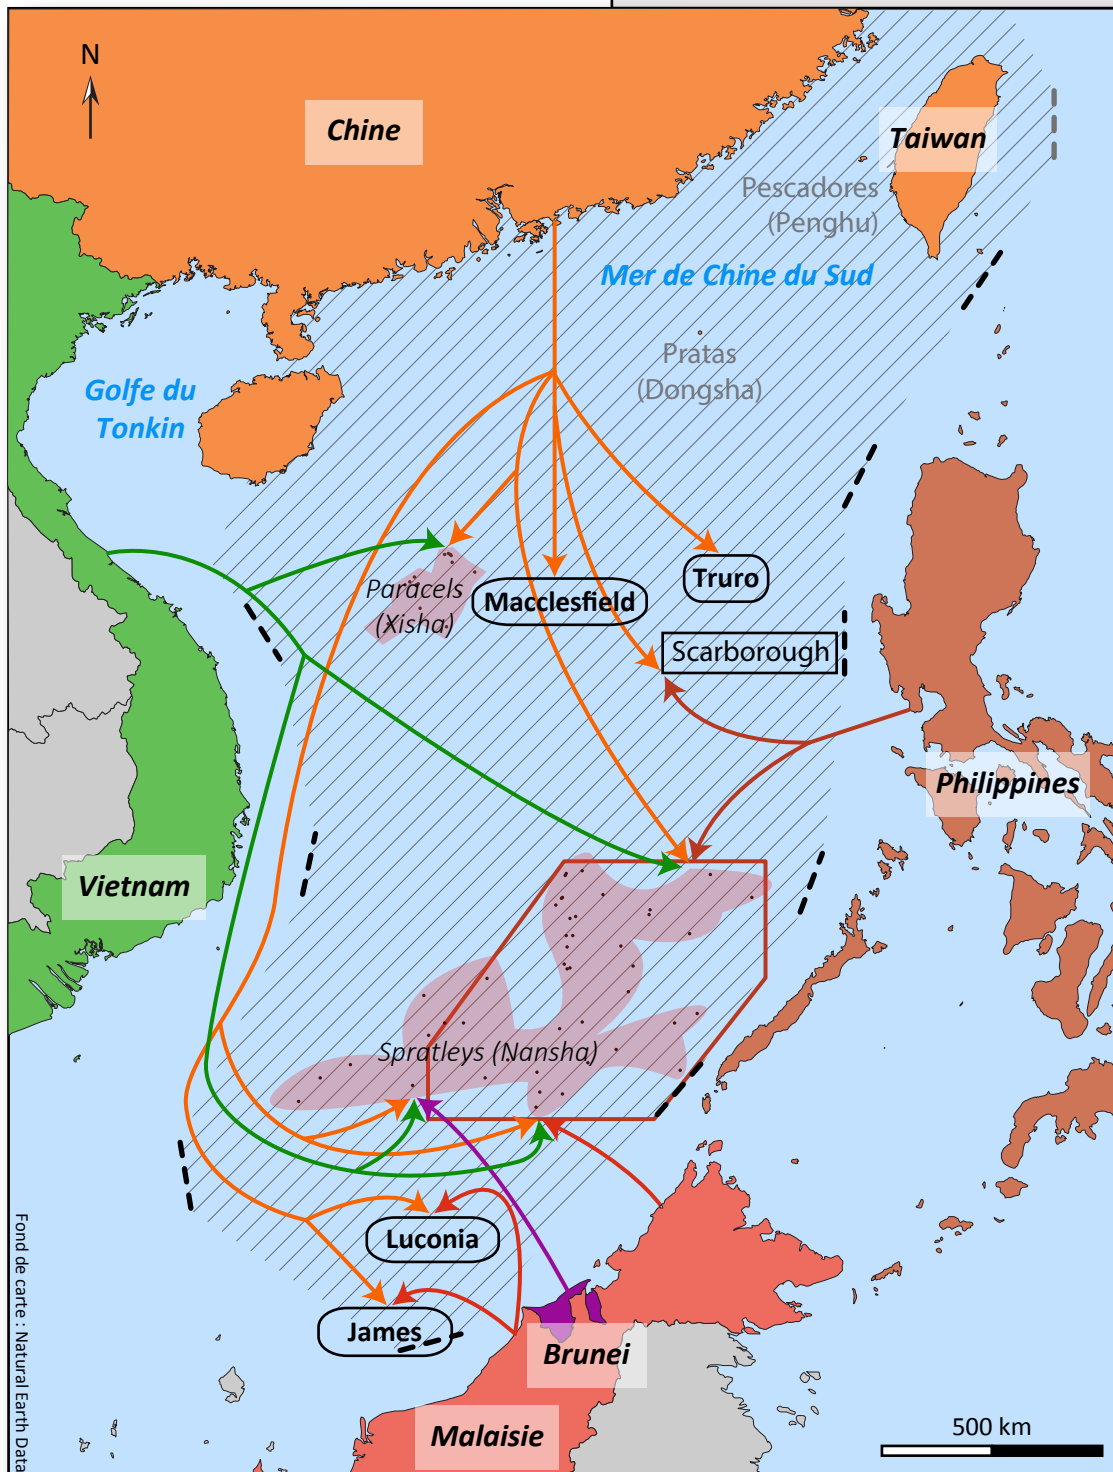 N
Chine
Taiwan
Pescadores
(Penghu)
Mer de Chine du Sud
Pratas
(Dongsha)
Golfe du
Tonkin
Paracels
(Xisha)
Macclesfield
Truro
Scarborough
Philippines
Vietnam
Spratleys (Nansha)
Luconia
James
Brunei
Malaisie
500 km
Fond de carte : Natural Earth Data